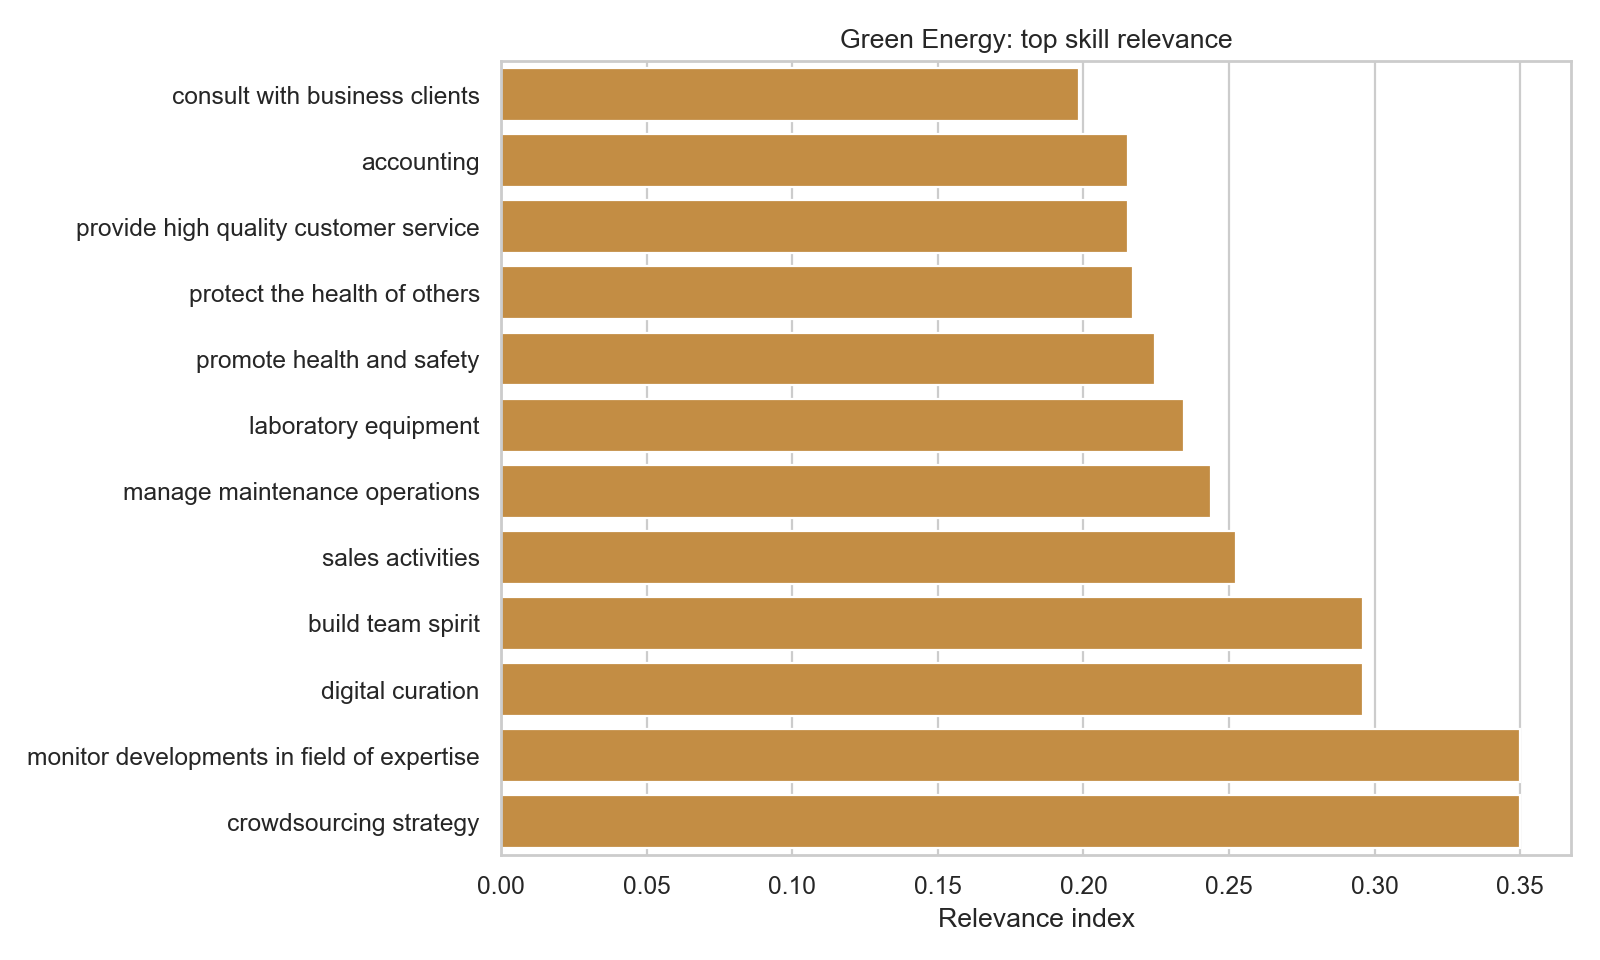 Green Energy: top skill relevance
consult with business clients
accounting
provide high quality customer service
protect the health of others
promote health and safety
laboratory equipment
manage maintenance operations
sales activities
build team spirit
digital curation
monitor developments in field of expertise
crowdsourcing strategy
0.00 0.05 0.10 0.15 0.20 0.25 0.30 0.35
Relevance index